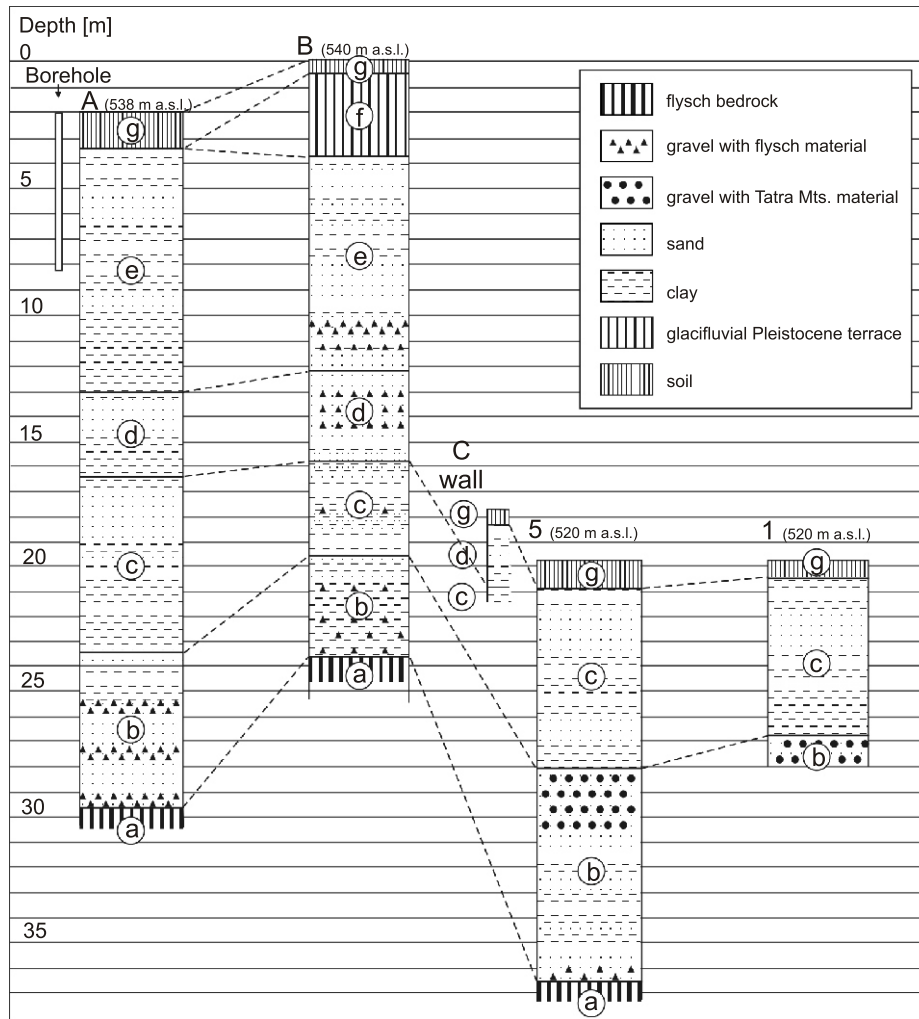 Depth [m]
0
Borehole
A (538 m a.s.l.)
B (540 m a.s.l.)
g
g
f
5
e
e
10
d
d
15
c
c
C
wall
g
d
c
5 (520 m a.s.l.)
1 (520 m a.s.l.)
20
g
g
b
c
c
a
25
b
b
30
a
b
35
a
flysch bedrock
gravel with flysch material
gravel with Tatra Mts. material
sand
clay
glacifluvial Pleistocene terrace
soil